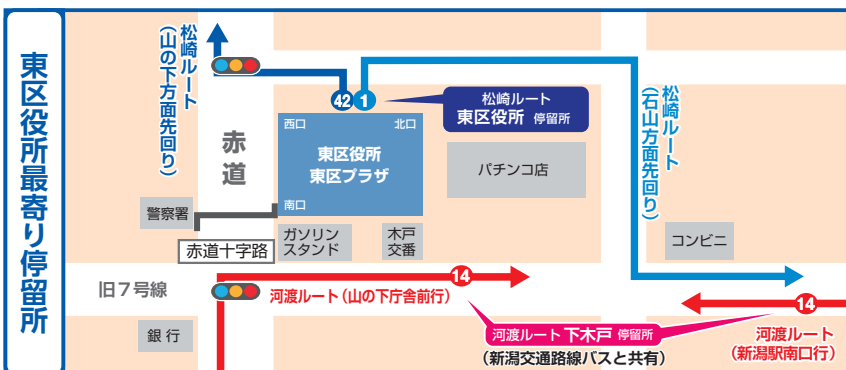 東区役所最寄り停留所
松崎ルート
(山の下方面先回り)
42
1
松崎ルート
東区役所 停留所
松崎ルート
(石山方面先回り)
赤道
西口
北口
東区役所
東区プラザ
南口
パチンコ店
警察署
赤道十字路
ガソリン
スタンド
木戸
交番
コンビニ
旧7号線
14
河渡ルート(山の下庁舎前行)
14
銀行
河渡ルート 下木戸 停留所
(新潟交通路線バスと共有)
河渡ルート
(新潟駅南口行)